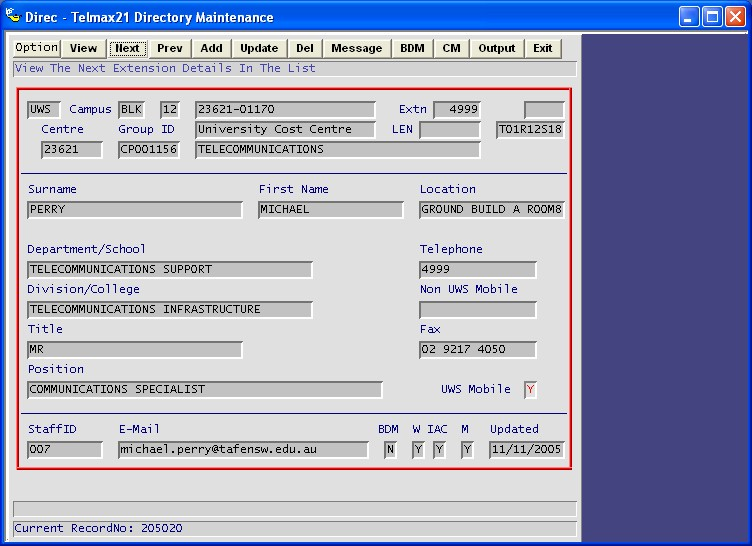 Direc - Telmax21 Directory Maintenance
Option View Next Prev Add Update Del Message BDM CM Output Exit
View The Next Extension Details In The List
UWS Campus BLK 12 23621-01170 Extn 4999
Centre Group ID University Cost Centre LEN T01R12S18
23621 CP001156 TELECOMMUNICATIONS
Surname First Name Location
PERRY MICHAEL GROUND BUILD A ROOM8
Department/School Telephone
TELECOMMUNICATIONS SUPPORT 4999
Division/College Non UWS Mobile
TELECOMMUNICATIONS INFRASTRUCTURE
Title Fax
MR 02 9217 4050
Position
COMMUNICATIONS SPECIALIST UWS Mobile Y
StaffID E-Mail BDM W IAC M Updated
007 michael.perry@tafensw.edu.au N Y Y Y 11/11/2005
Current RecordNo: 205020